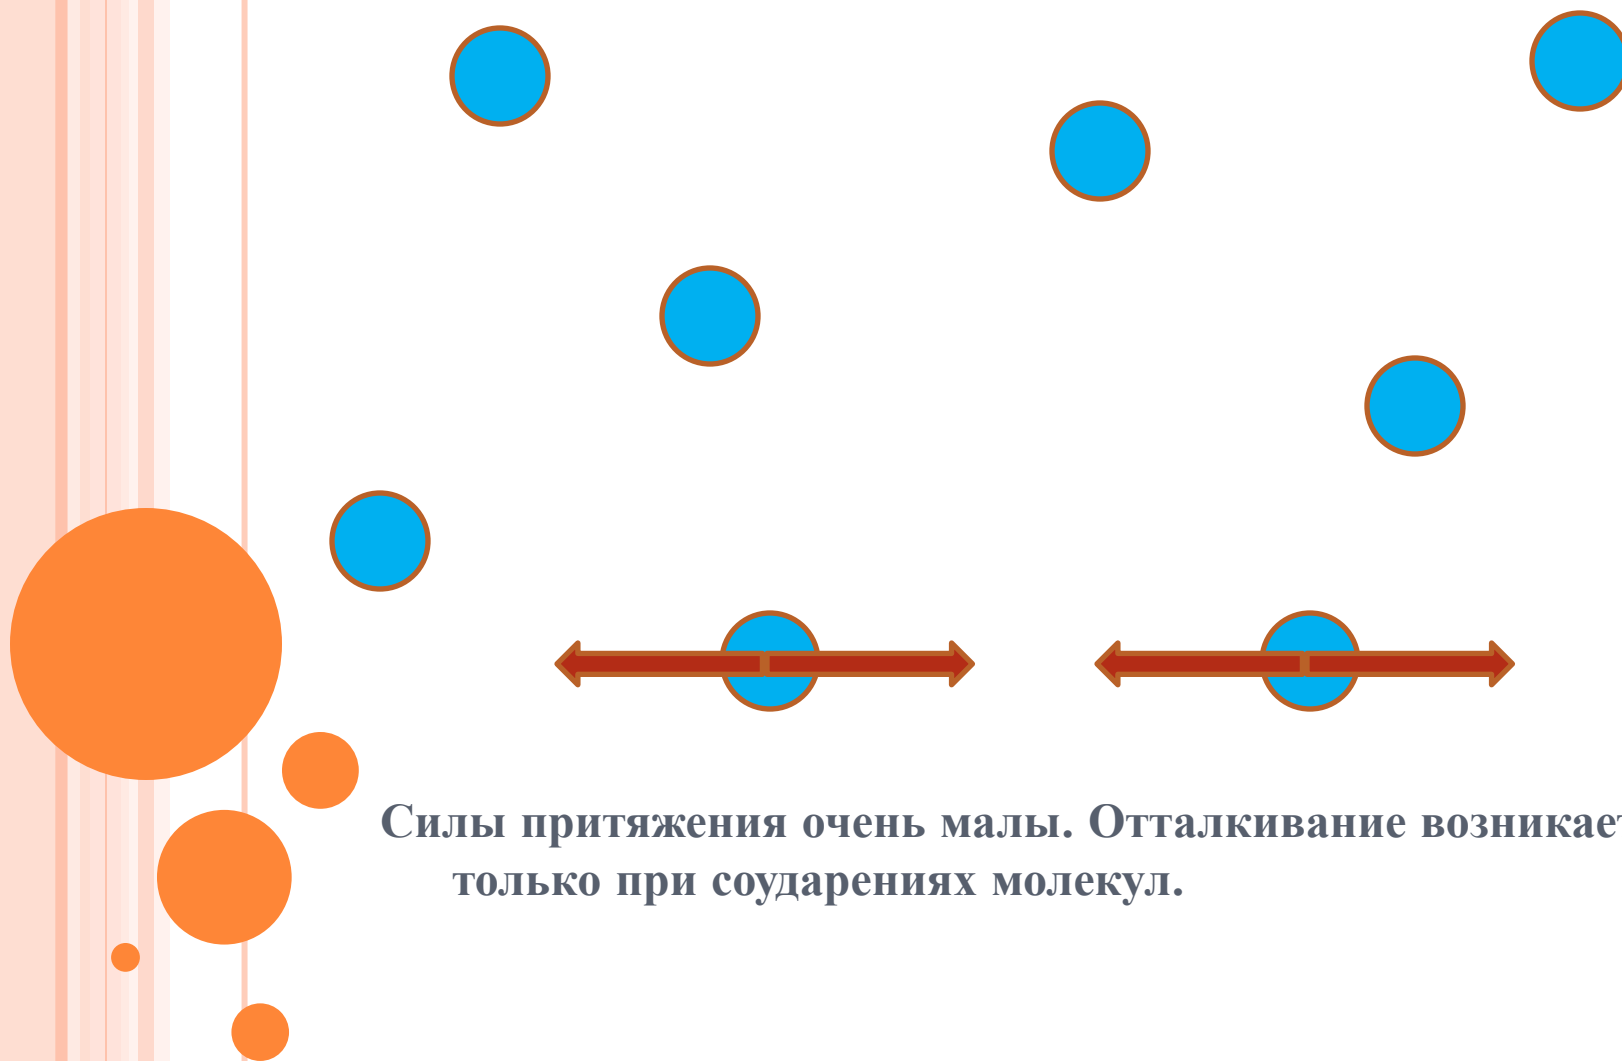 Силы притяжения очень малы. Отталкивание возникает
только при соударениях молекул.